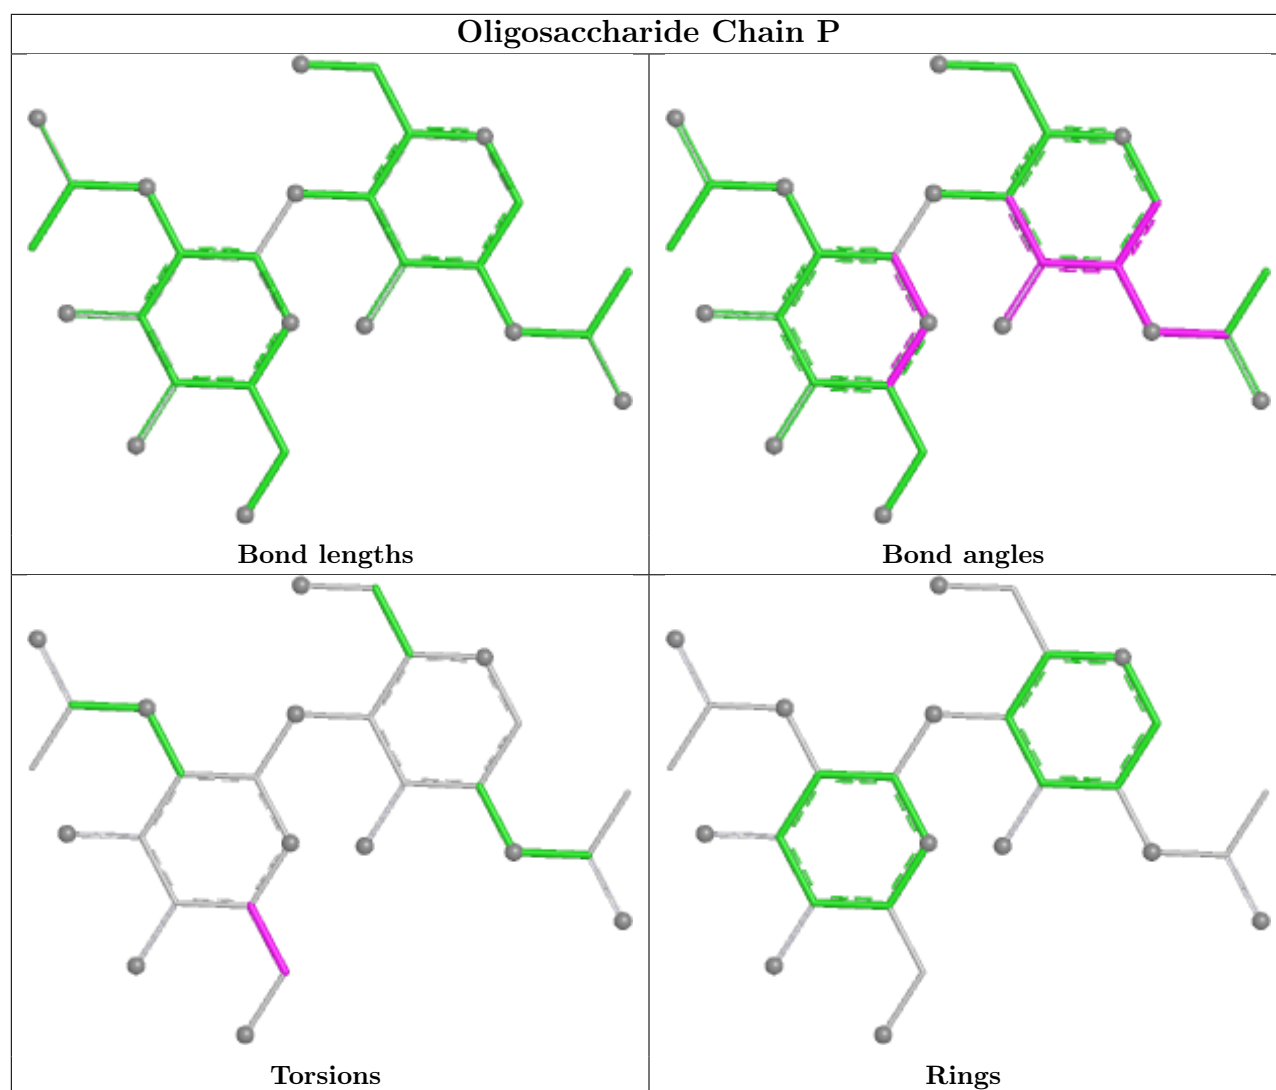 Oligosaccharide Chain P
Bond lengths
Bond angles
Torsions
Rings